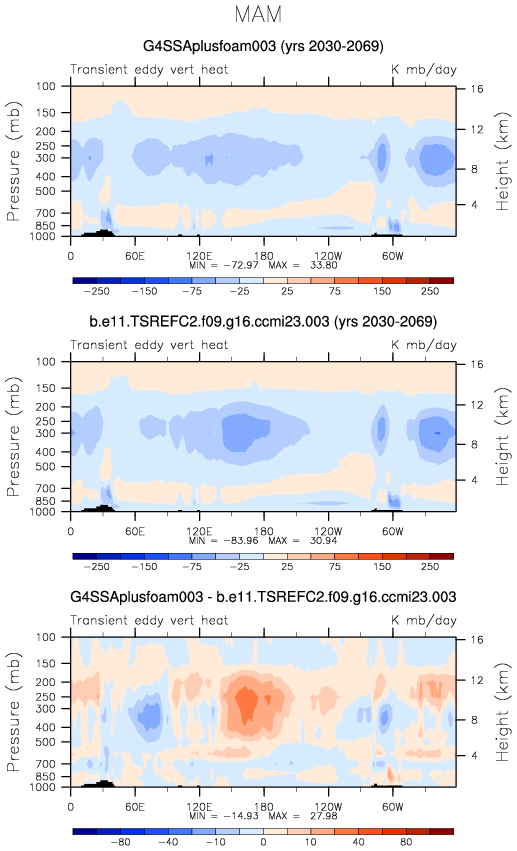 MAM
G4SSAplusfoam003 (yrs 2030-2069)
Transient eddy vert heat K mb/day
Pressure (mb)
100
150
200
250
300
400
500
700
850
1000
16
12
8
4
Height (km)
0 60E 120E 180 120W 60W
MIN = -72.97 MAX = 33.80
-250 -150 -75 -25 25 75 150 250
b.e11.TSREFC2.f09.g16.ccmi23.003 (yrs 2030-2069)
Transient eddy vert heat K mb/day
Pressure (mb)
100
150
200
250
300
400
500
700
850
1000
16
12
8
4
Height (km)
0 60E 120E 180 120W 60W
MIN = -83.96 MAX = 30.94
-250 -150 -75 -25 25 75 150 250
G4SSAplusfoam003 - b.e11.TSREFC2.f09.g16.ccmi23.003
Transient eddy vert heat K mb/day
Pressure (mb)
100
150
200
250
300
400
500
700
850
1000
16
12
8
4
Height (km)
0 60E 120E 180 120W 60W
MIN = -14.93 MAX = 27.98
-80 -40 -10 0 10 40 80